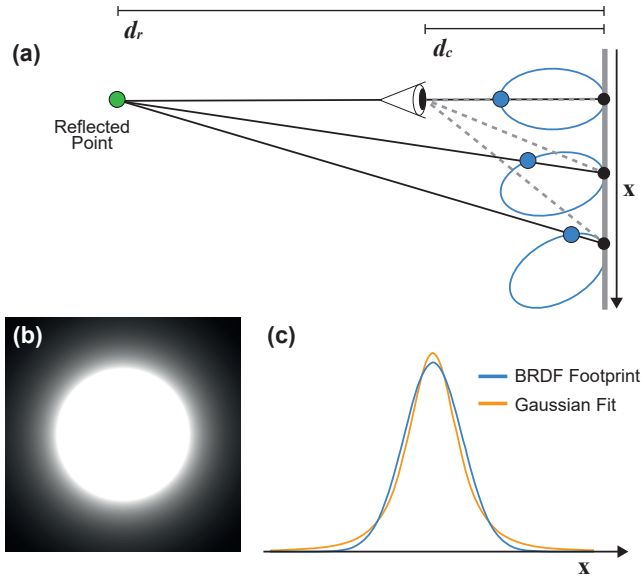 d_r
d_c
(a)
Reflected
Point
x
(b)
(c)
BRDF Footprint
Gaussian Fit
x